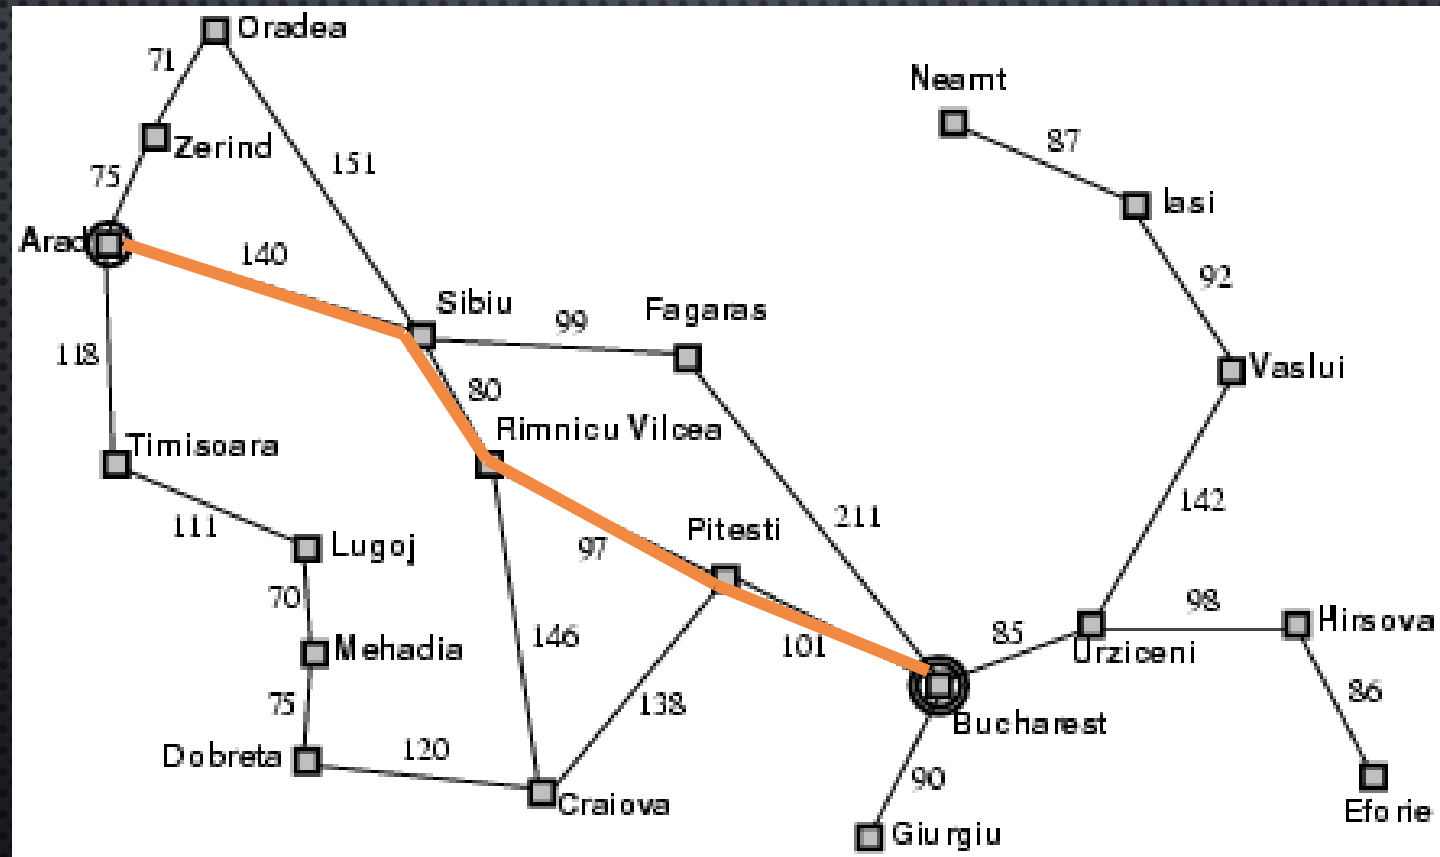 Oradea
71
Neamt
87
Zerind
151
75
Iasi
Arad
140
92
Sibiu
Fagaras
99
118
Vaslui
80
Rimnicu Vilcea
Timisoara
142
211
111
Pitesti
97
Lugoj
70
98
Hirsova
85
146
101
Mehadia
Urziceni
86
75
138
Bucharest
Dobreta
120
90
Craiova
Eforie
Giurgiu